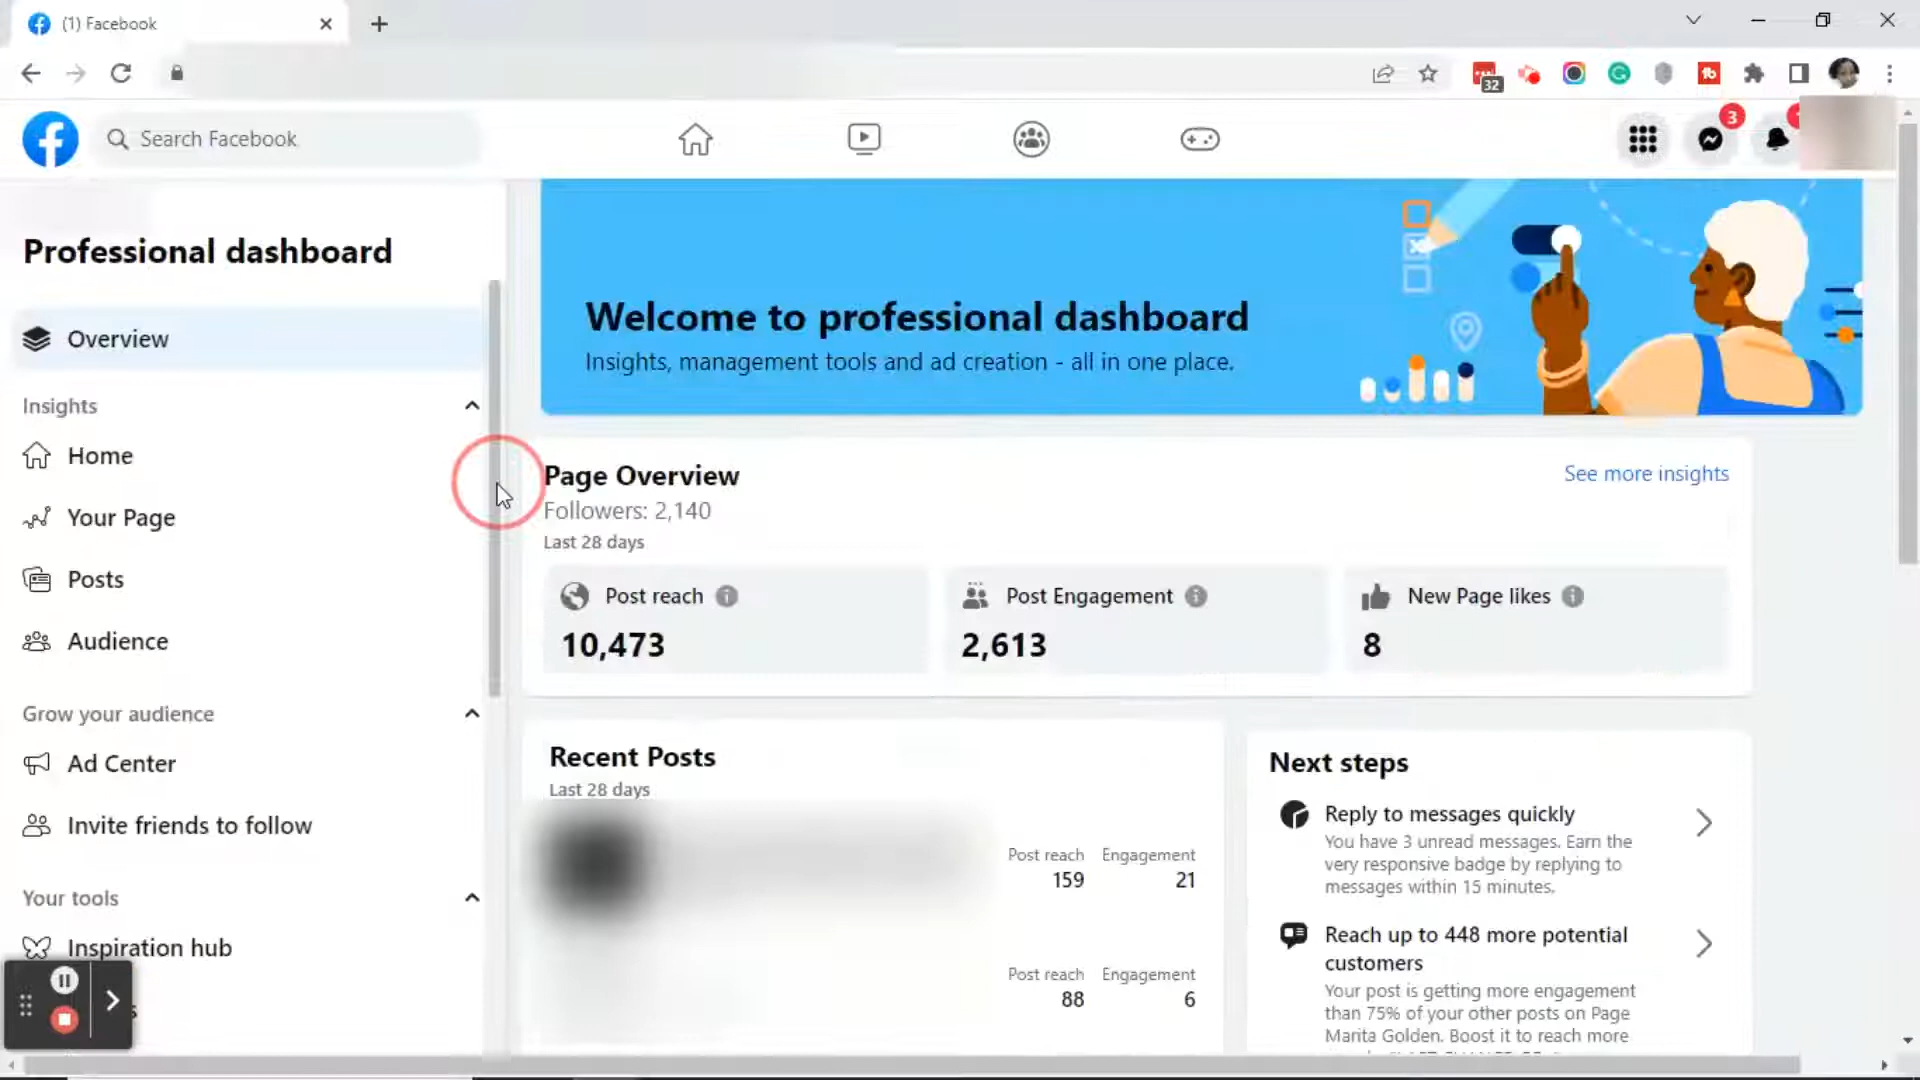 (1) Facebook
32
Search Facebook
3
Professional dashboard
Overview
Insights
Home
Your Page
Posts
Audience
Grow your audience
Ad Center
Invite friends to follow
Your tools
Inspiration hub
Welcome to professional dashboard
Insights, management tools and ad creation - all in one place.
Page Overview
See more insights
Followers: 2,140
Last 28 days
Post reach
10,473
Post Engagement
2,613
New Page likes
8
Recent Posts
Last 28 days
Post reach Engagement
159 21
Post reach Engagement
88 6
Next steps
Reply to messages quickly
You have 3 unread messages. Earn the
very responsive badge by replying to
messages within 15 minutes.
Reach up to 448 more potential
customers
Your post is getting more engagement
than 75% of your other posts on Page
Marita Golden. Boost it to reach more